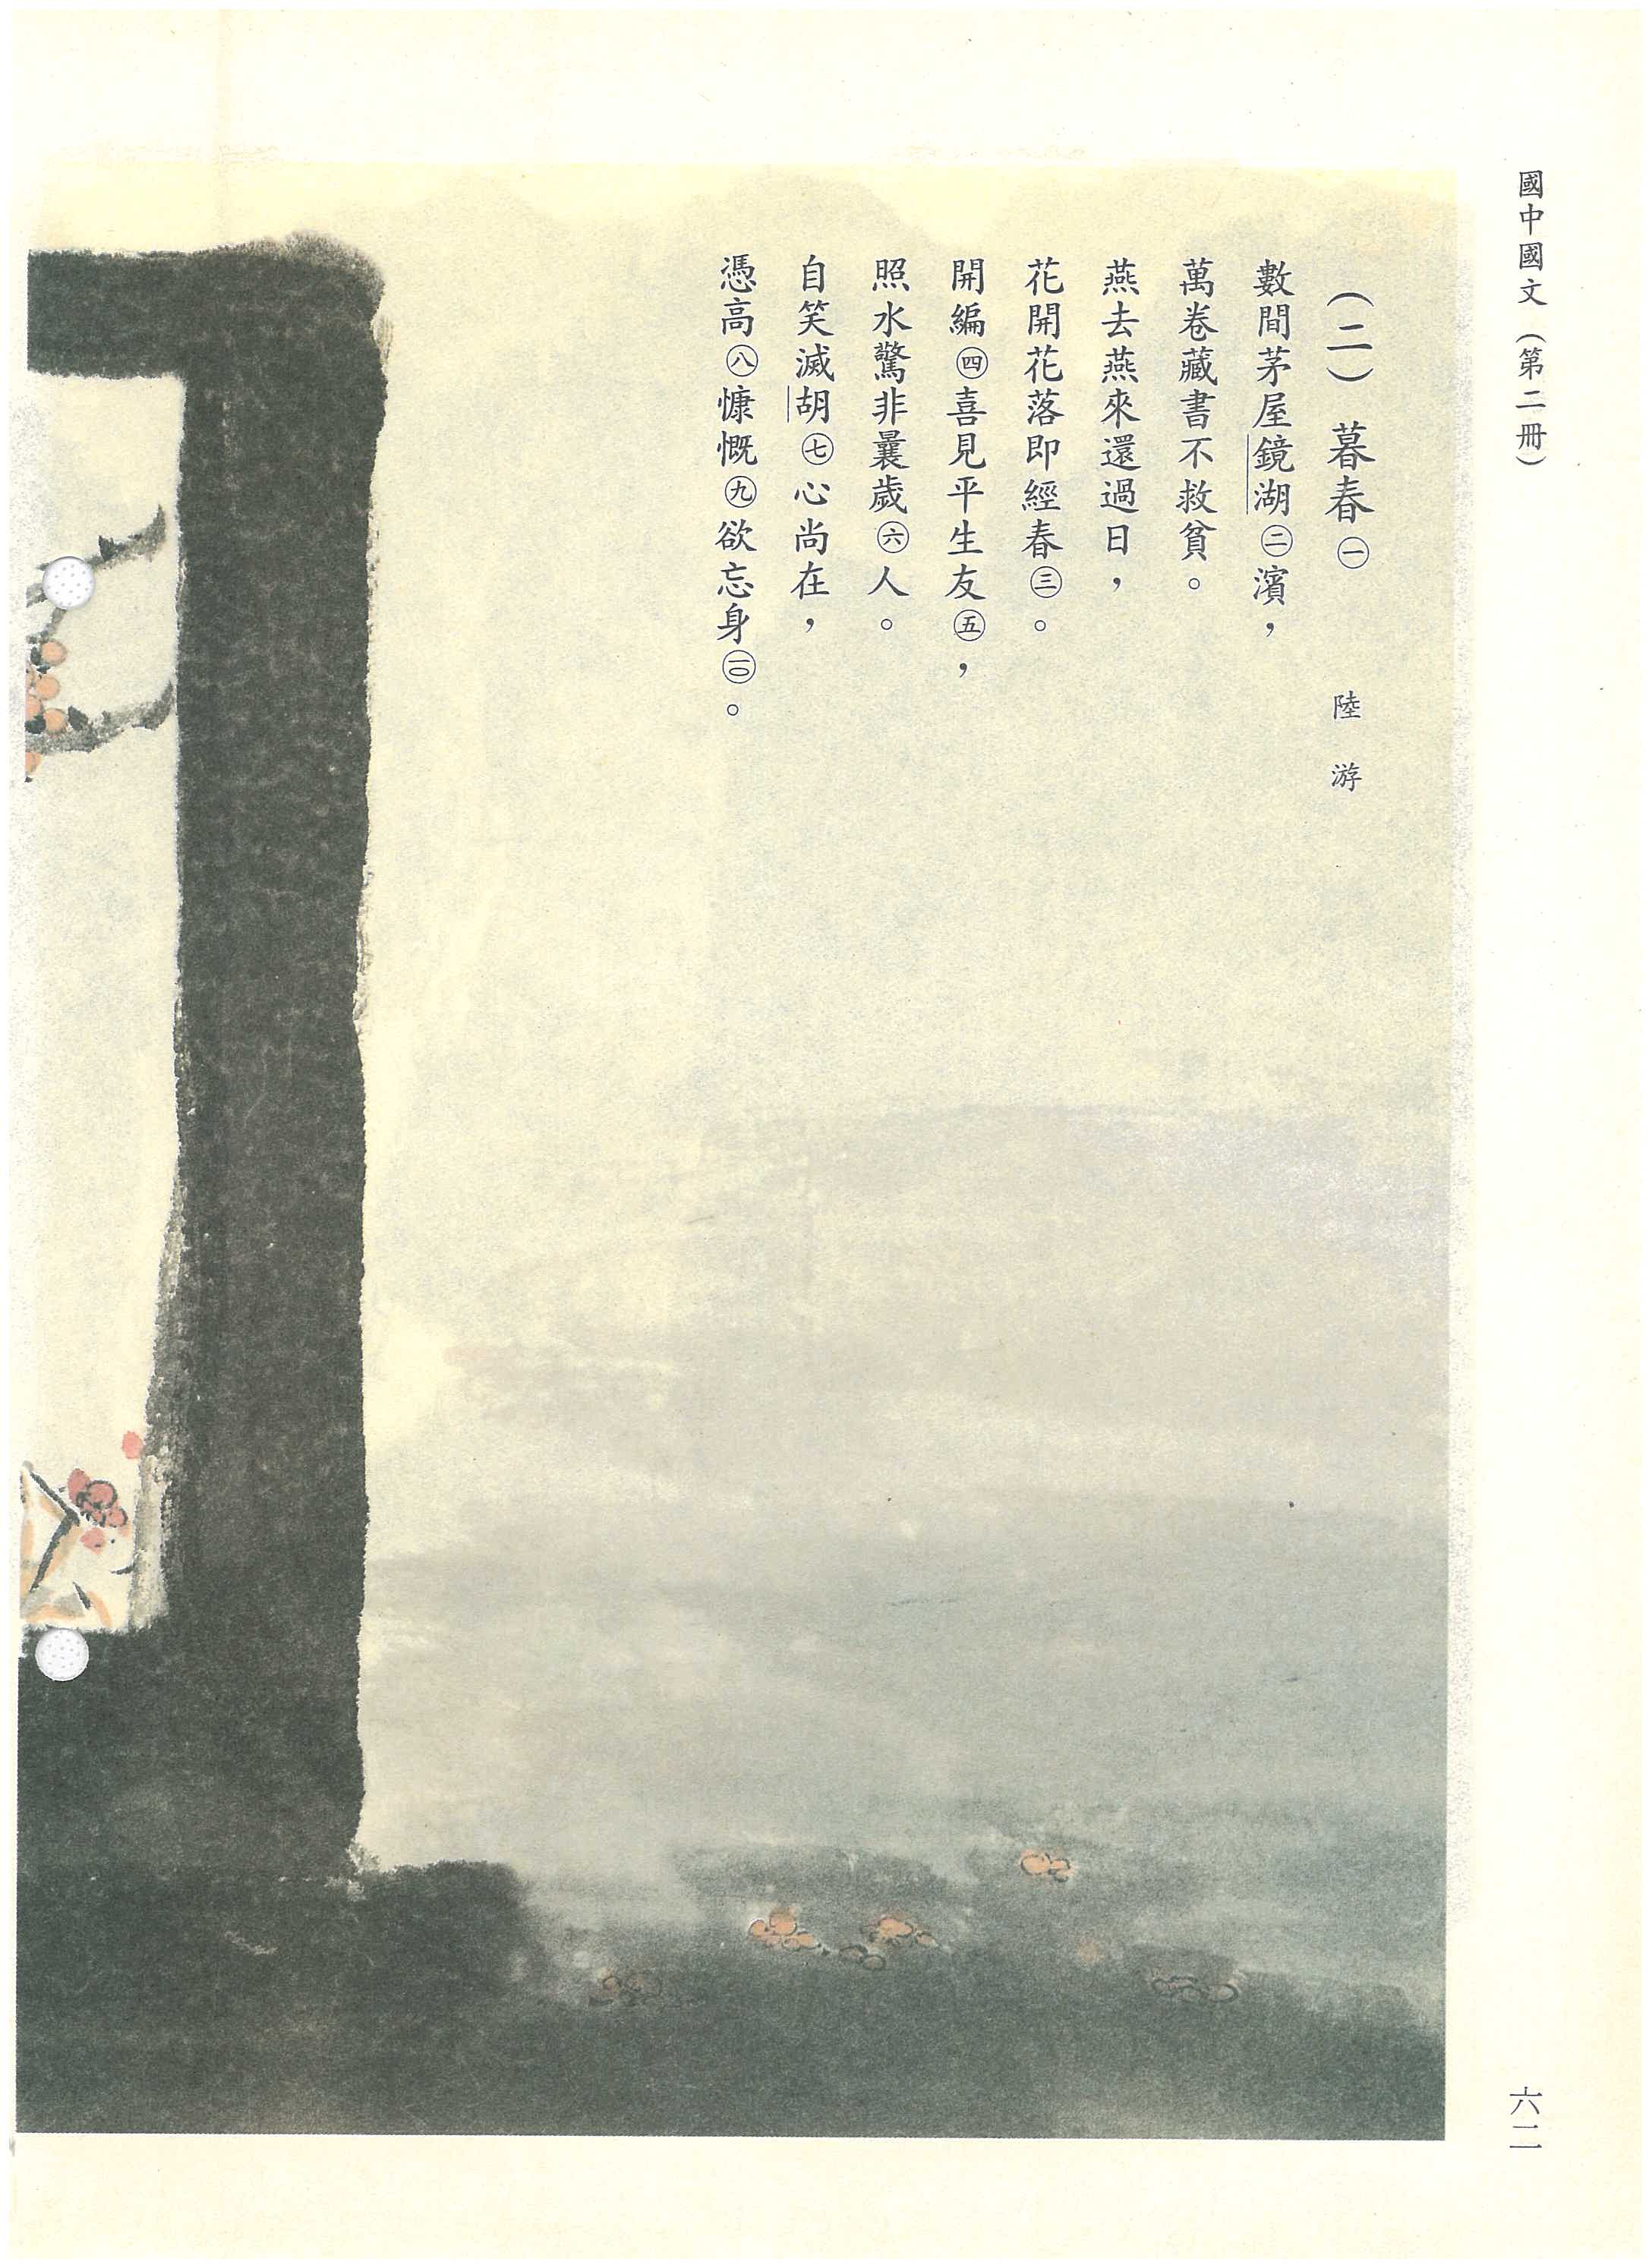 國中國文(第二冊)
(二)暮春㊀　陸游
數間茅屋鏡湖㊁濱,
萬卷藏書不救貧。
燕去燕來還過日,
花開花落即經春㊂。
開編㊃喜見平生友㊄,
照水驚非曩歲㊅人。
自笑滅胡㊆心尚在,
憑高㊇慷慨㊈欲忘身㊉。
六二